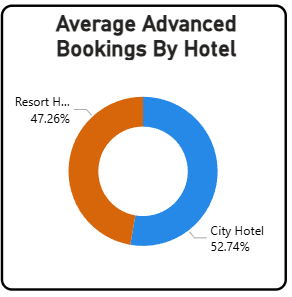 Average Advanced
Bookings By Hotel
Resort H...
47.26%
City Hotel
52.74%